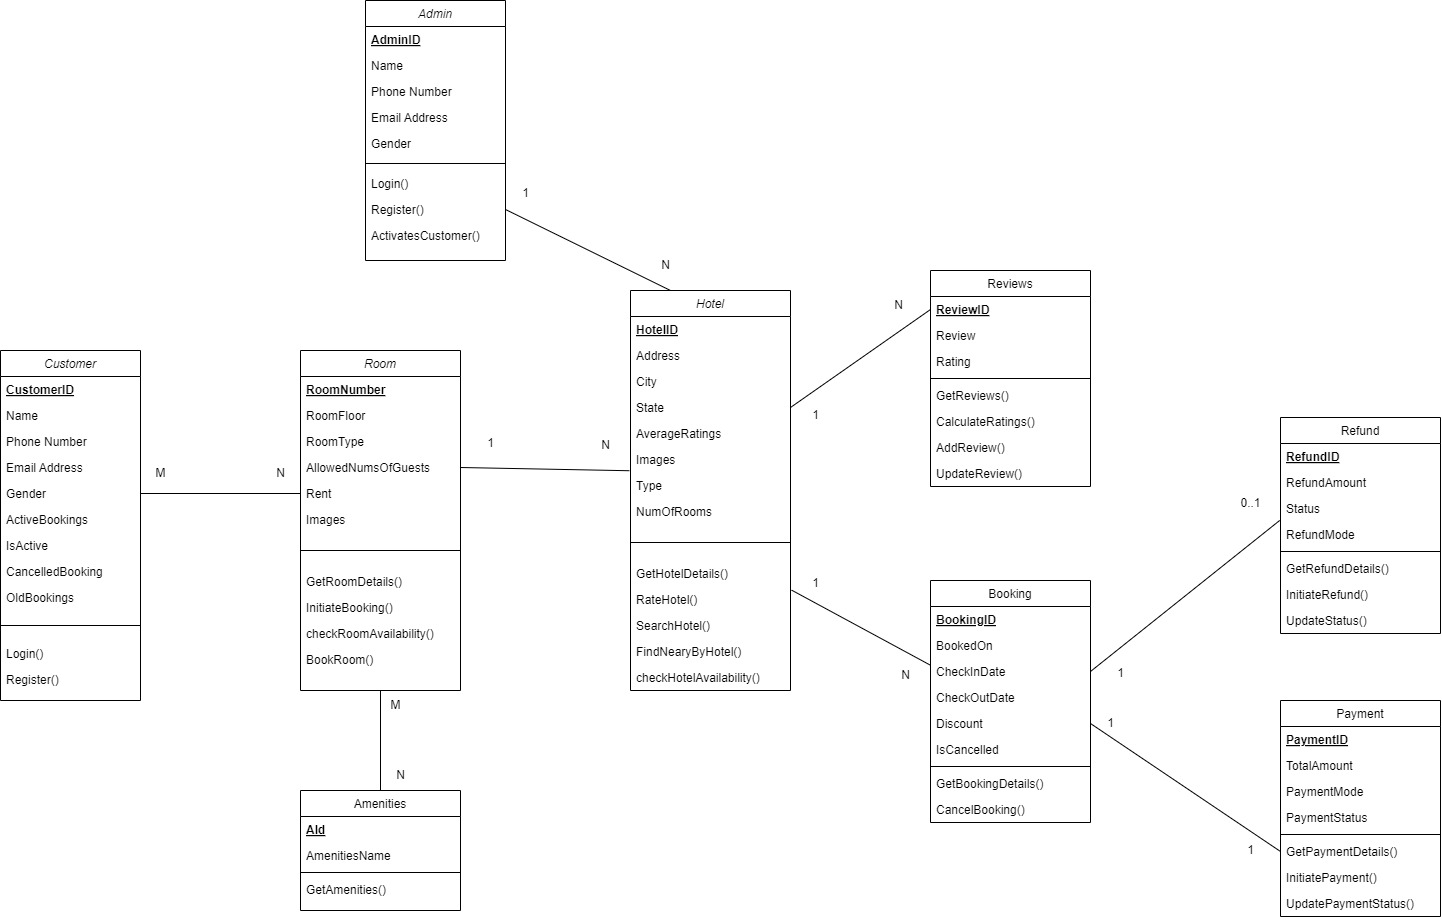 Admin
AdminID
Name
Phone Number
Email Address
Gender
Login()
Register()
ActivatesCustomer()
1
N
Customer
CustomerID
Name
Phone Number
Email Address
Gender
ActiveBookings
IsActive
CancelledBooking
OldBookings
Login()
Register()
M
N
Room
RoomNumber
RoomFloor
RoomType
AllowedNumsOfGuests
Rent
Images
GetRoomDetails()
InitiateBooking()
checkRoomAvailability()
BookRoom()
1
N
M
N
Amenities
AId
AmenitiesName
GetAmenities()
Hotel
HotelID
Address
City
State
AverageRatings
Images
Type
NumOfRooms
GetHotelDetails()
RateHotel()
SearchHotel()
FindNearyByHotel()
checkHotelAvailability()
N
1
1
N
Reviews
ReviewID
Review
Rating
GetReviews()
CalculateRatings()
AddReview()
UpdateReview()
Booking
BookingID
BookedOn
CheckInDate
CheckOutDate
Discount
IsCancelled
GetBookingDetails()
CancelBooking()
0..1
1
1
1
Refund
RefundID
RefundAmount
Status
RefundMode
GetRefundDetails()
InitiateRefund()
UpdateStatus()
Payment
PaymentID
TotalAmount
PaymentMode
PaymentStatus
GetPaymentDetails()
InitiatePayment()
UpdatePaymentStatus()